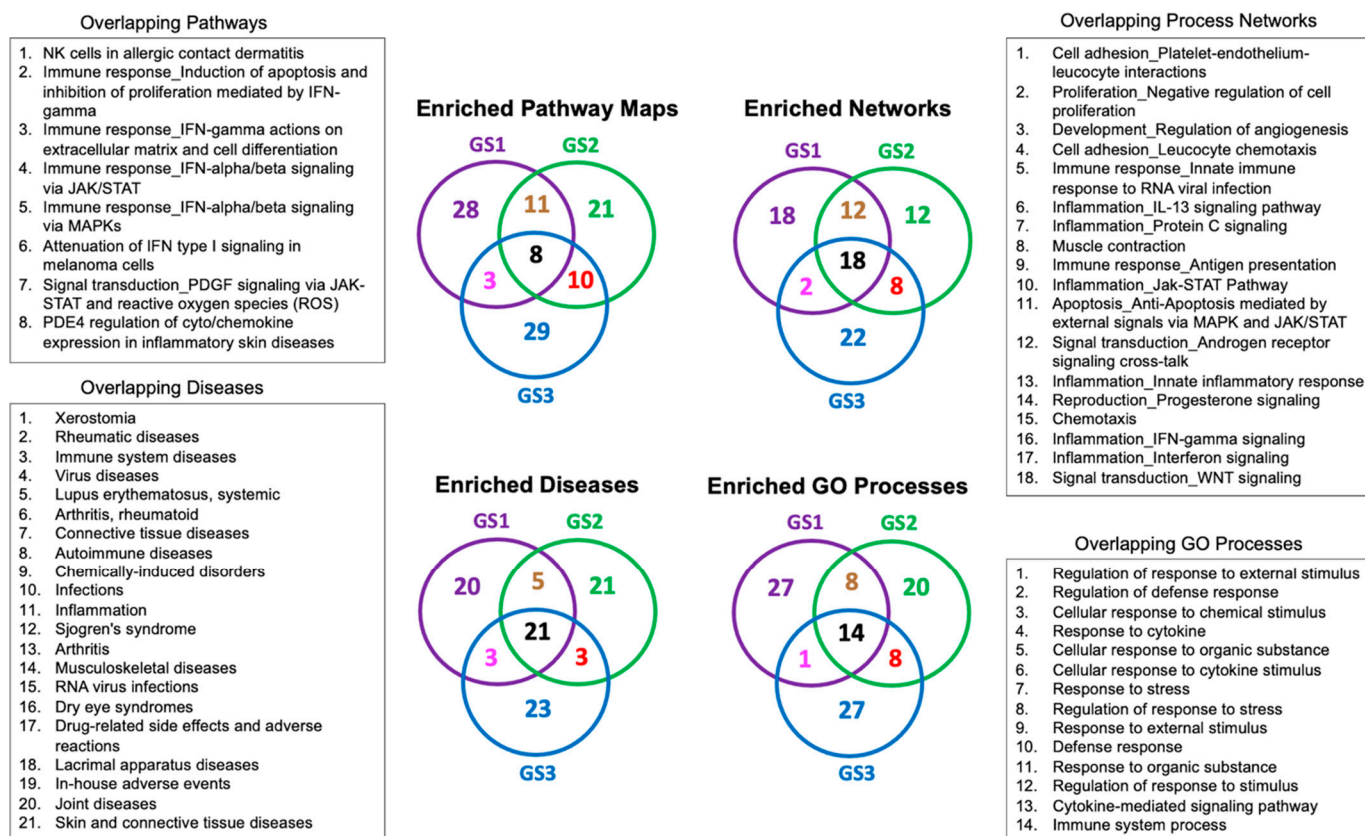 Overlapping Pathways
1. NK cells in allergic contact dermatitis
2. Immune response_Induction of apoptosis and
inhibition of proliferation mediated by IFN-
gamma
3. Immune response_IFN-gamma actions on
extracellular matrix and cell differentiation
4. Immune response_IFN-alpha/beta signaling
via JAK/STAT
5. Immune response_IFN-alpha/beta signaling
via MAPKs
6. Attenuation of IFN type I signaling in
melanoma cells
7. Signal transduction_PDGF signaling via JAK-
STAT and reactive oxygen species (ROS)
8. PDE4 regulation of cyto/chemokine
expression in inflammatory skin diseases
Overlapping Diseases
1. Xerostomia
2. Rheumatic diseases
3. Immune system diseases
4. Virus diseases
5. Lupus erythematosus, systemic
6. Arthritis, rheumatoid
7. Connective tissue diseases
8. Autoimmune diseases
9. Chemically-induced disorders
10. Infections
11. Inflammation
12. Sjogren's syndrome
13. Arthritis
14. Musculoskeletal diseases
15. RNA virus infections
16. Dry eye syndromes
17. Drug-related side effects and adverse
reactions
18. Lacrimal apparatus diseases
19. In-house adverse events
20. Joint diseases
21. Skin and connective tissue diseases
Enriched Pathway Maps
GS1 GS2
28 11 21
8
3 10
29
GS3
Enriched Networks
GS1 GS2
18 12 12
18
2 8
22
GS3
Enriched Diseases
GS1 GS2
20 5 21
21
3 3
23
GS3
Enriched GO Processes
GS1 GS2
27 8 20
14
1 8
27
GS3
Overlapping Process Networks
1. Cell adhesion_Platelet-endothelium-
leucocyte interactions
2. Proliferation_Negative regulation of cell
proliferation
3. Development_Regulation of angiogenesis
4. Cell adhesion_Leucocyte chemotaxis
5. Immune response_Innate immune
response to RNA viral infection
6. Inflammation_IL-13 signaling pathway
7. Inflammation_Protein C signaling
8. Muscle contraction
9. Immune response_Antigen presentation
10. Inflammation_Jak-STAT Pathway
11. Apoptosis_Anti-Apoptosis mediated by
external signals via MAPK and JAK/STAT
12. Signal transduction_Androgen receptor
signaling cross-talk
13. Inflammation_Innate inflammatory response
14. Reproduction_Progesterone signaling
15. Chemotaxis
16. Inflammation_IFN-gamma signaling
17. Inflammation_Interferon signaling
18. Signal transduction_WNT signaling
Overlapping GO Processes
1. Regulation of response to external stimulus
2. Regulation of defense response
3. Cellular response to chemical stimulus
4. Response to cytokine
5. Cellular response to organic substance
6. Cellular response to cytokine stimulus
7. Response to stress
8. Regulation of response to stress
9. Response to external stimulus
10. Defense response
11. Response to organic substance
12. Regulation of response to stimulus
13. Cytokine-mediated signaling pathway
14. Immune system process